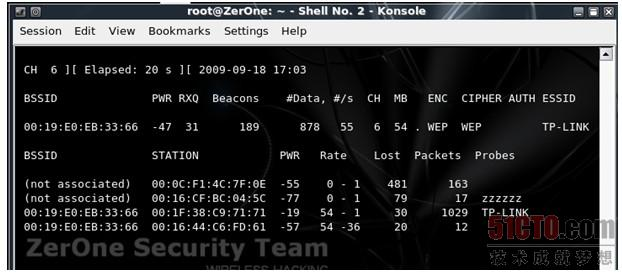 root@ZerOne: ~ - Shell No. 2 - Konsole
Session Edit View Bookmarks Settings Help
CH 6 ][ Elapsed: 20 s ][ 2009-09-18 17:03
BSSID PWR RXQ Beacons #Data, #/s CH MB ENC CIPHER AUTH ESSID
00:19:E0:EB:33:66 -47 31 189 878 55 6 54 . WEP WEP TP-LINK
BSSID STATION PWR Rate Lost Packets Probes
(not associated) 00:0C:F1:4C:7F:0E -55 0 - 1 481 163
(not associated) 00:16:CF:BC:04:5C -77 0 - 1 79 17 zzzzzz
00:19:E0:EB:33:66 00:1F:38:C9:71:71 -19 54 - 1 30 1029 TP-LINK
00:19:E0:EB:33:66 00:16:44:C6:FD:61 -57 54 -36 20 12
51CTO.com
技术成就梦想
ZerOne Security Team
WIRELESS HACKING